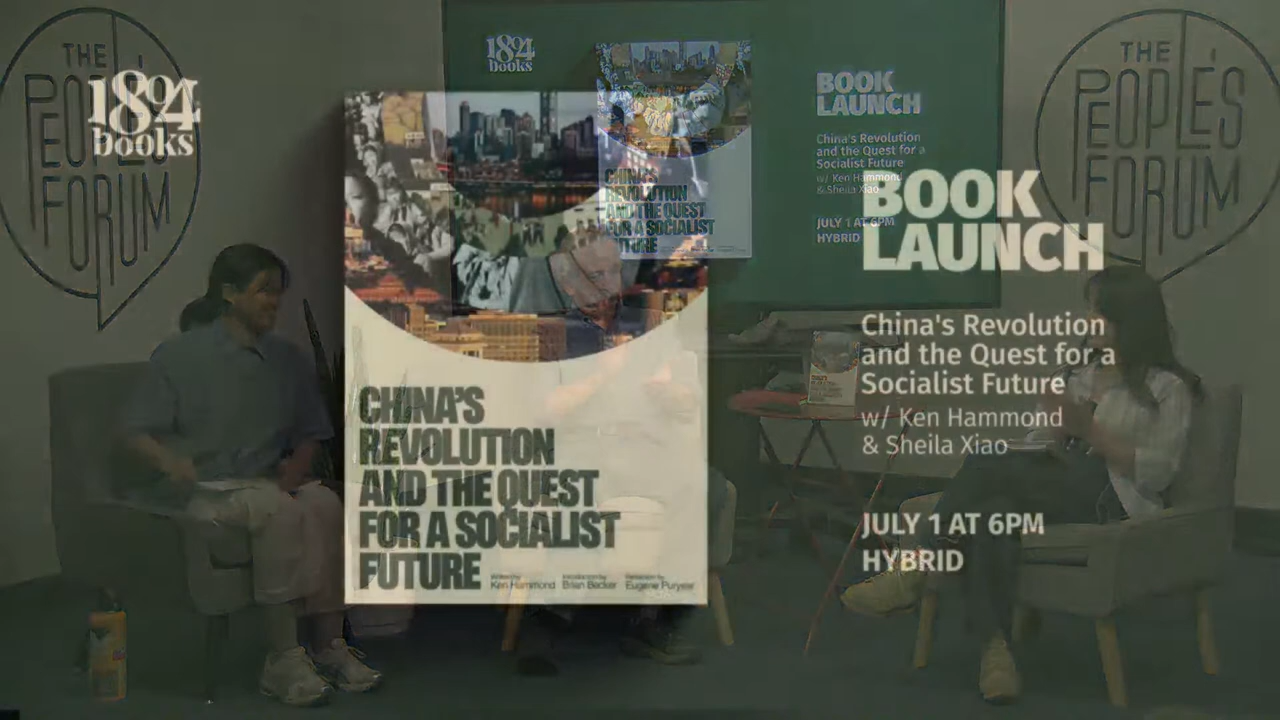 THE
PEOPLE'S
FORUM
1804
books
1804
books
BOOK
LAUNCH
China's Revolution
and the Quest for a
Socialist Future
w/ Ken Hammond
& Sheila Xiao
JULY 1 AT 6PM
HYBRID
CHINA'S
REVOLUTION
AND THE QUEST
FOR A SOCIALIST
FUTURE
THE
PEOPLE'S
FORUM
BOOK
LAUNCH
China's Revolution
and the Quest for a
Socialist Future
w/ Ken Hammond
& Sheila Xiao
JULY 1 AT 6PM
HYBRID
CHINA'S
REVOLUTION
AND THE QUEST
FOR A SOCIALIST
FUTURE
Ken Hammond Brian Becker Eugene Puryear